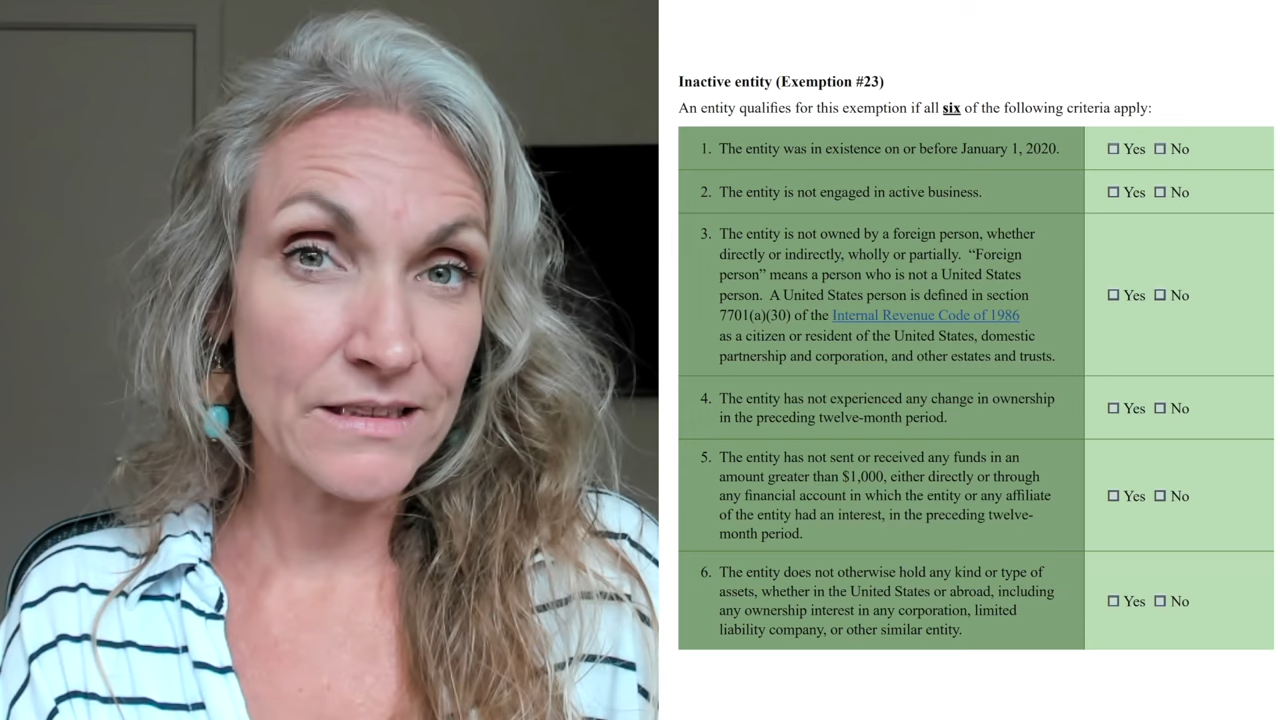 Inactive entity (Exemption #23)
An entity qualifies for this exemption if all six of the following criteria apply:
1. The entity was in existence on or before January 1, 2020.
Yes No
2. The entity is not engaged in active business.
Yes No
3. The entity is not owned by a foreign person, whether
directly or indirectly, wholly or partially. “Foreign
person” means a person who is not a United States
person. A United States person is defined in section
7701(a)(30) of the Internal Revenue Code of 1986
as a citizen or resident of the United States, domestic
partnership and corporation, and other estates and trusts.
Yes No
4. The entity has not experienced any change in ownership
in the preceding twelve-month period.
Yes No
5. The entity has not sent or received any funds in an
amount greater than $1,000, either directly or through
any financial account in which the entity or any affiliate
of the entity had an interest, in the preceding twelve-
month period.
Yes No
6. The entity does not otherwise hold any kind or type of
assets, whether in the United States or abroad, including
any ownership interest in any corporation, limited
liability company, or other similar entity.
Yes No